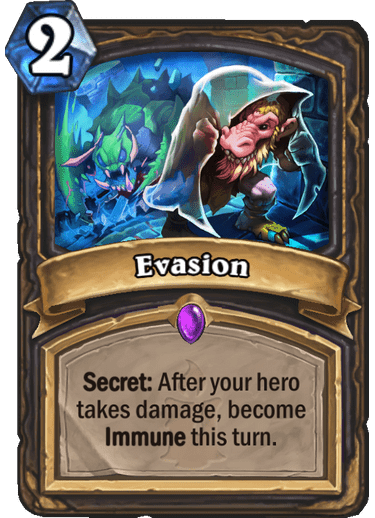 2
Evasion
Secret: After your hero
takes damage, become
Immune this turn.